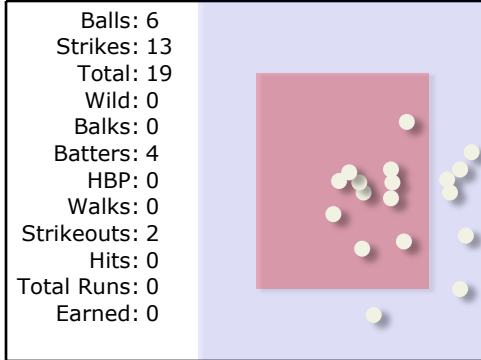 Balls: 6
Strikes: 13
Total: 19
Wild: 0
Balks: 0
Batters: 4
HBP: 0
Walks: 0
Strikeouts: 2
Hits: 0
Total Runs: 0
Earned: 0